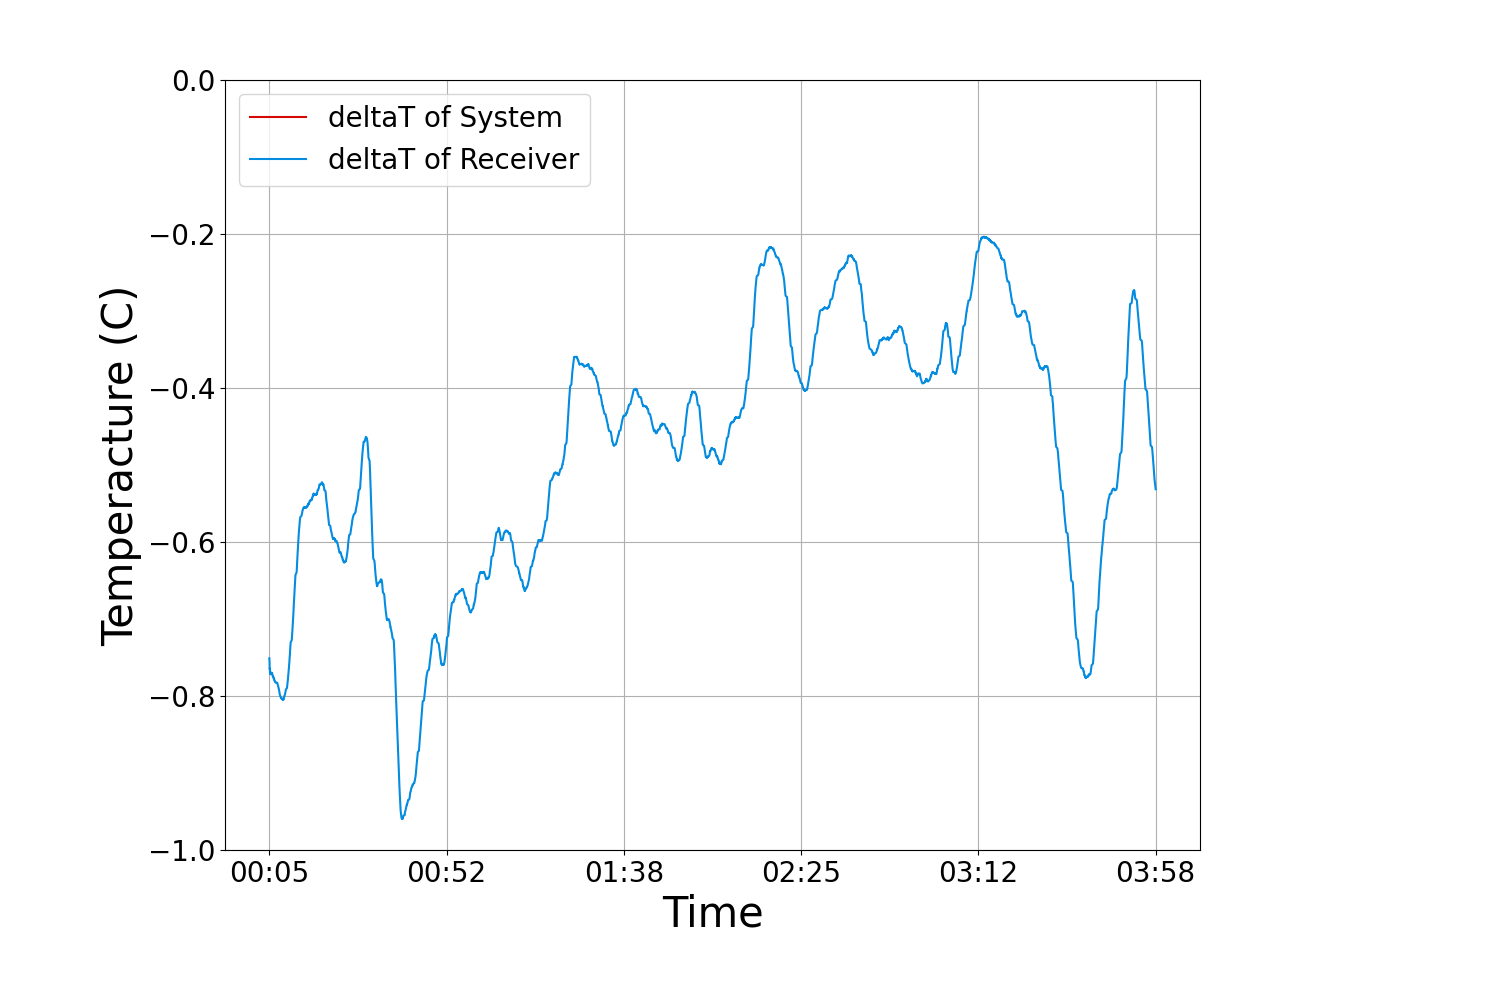 deltaT of System
deltaT of Receiver
0.0
−0.2
−0.4
−0.6
−0.8
−1.0
Temperacture (C)
00:05 00:52 01:38 02:25 03:12 03:58
Time